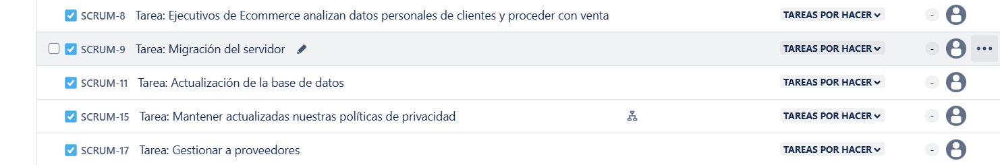 SCRUM-8 Tarea: Ejecutivos de Ecommerce analizan datos personales de clientes y proceder con venta TAREAS POR HACER -
SCRUM-9 Tarea: Migración del servidor TAREAS POR HACER -
SCRUM-11 Tarea: Actualización de la base de datos TAREAS POR HACER -
SCRUM-15 Tarea: Mantener actualizadas nuestras políticas de privacidad TAREAS POR HACER -
SCRUM-17 Tarea: Gestionar a proveedores TAREAS POR HACER -